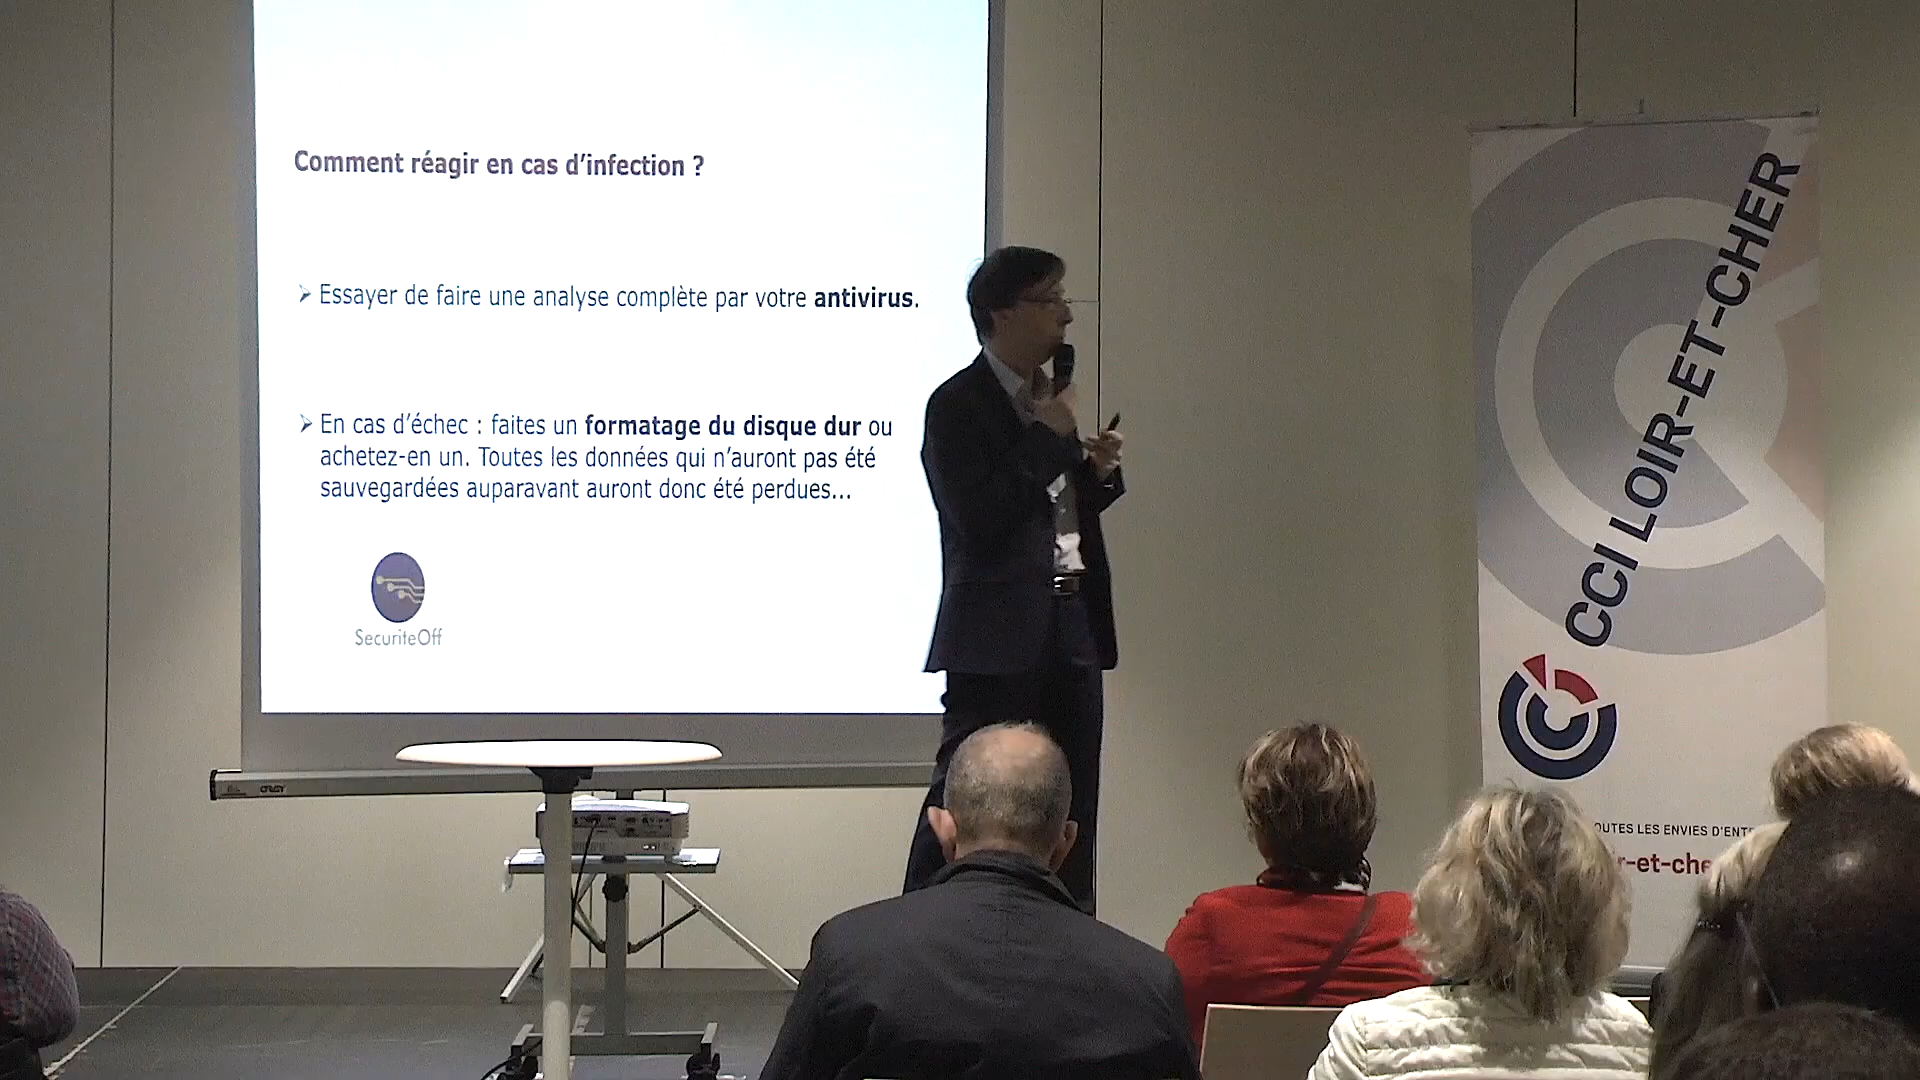 Comment réagir en cas d'infection ?
➢ Essayer de faire une analyse complète par votre antivirus.
➢ En cas d'échec : faites un formatage du disque dur ou
achetez-en un. Toutes les données qui n'auront pas été
sauvegardées auparavant auront donc été perdues...
SecuriteOff
CCI LOIR-ET-CHER
OUTES LES ENVIES D'ENT
r-et-che